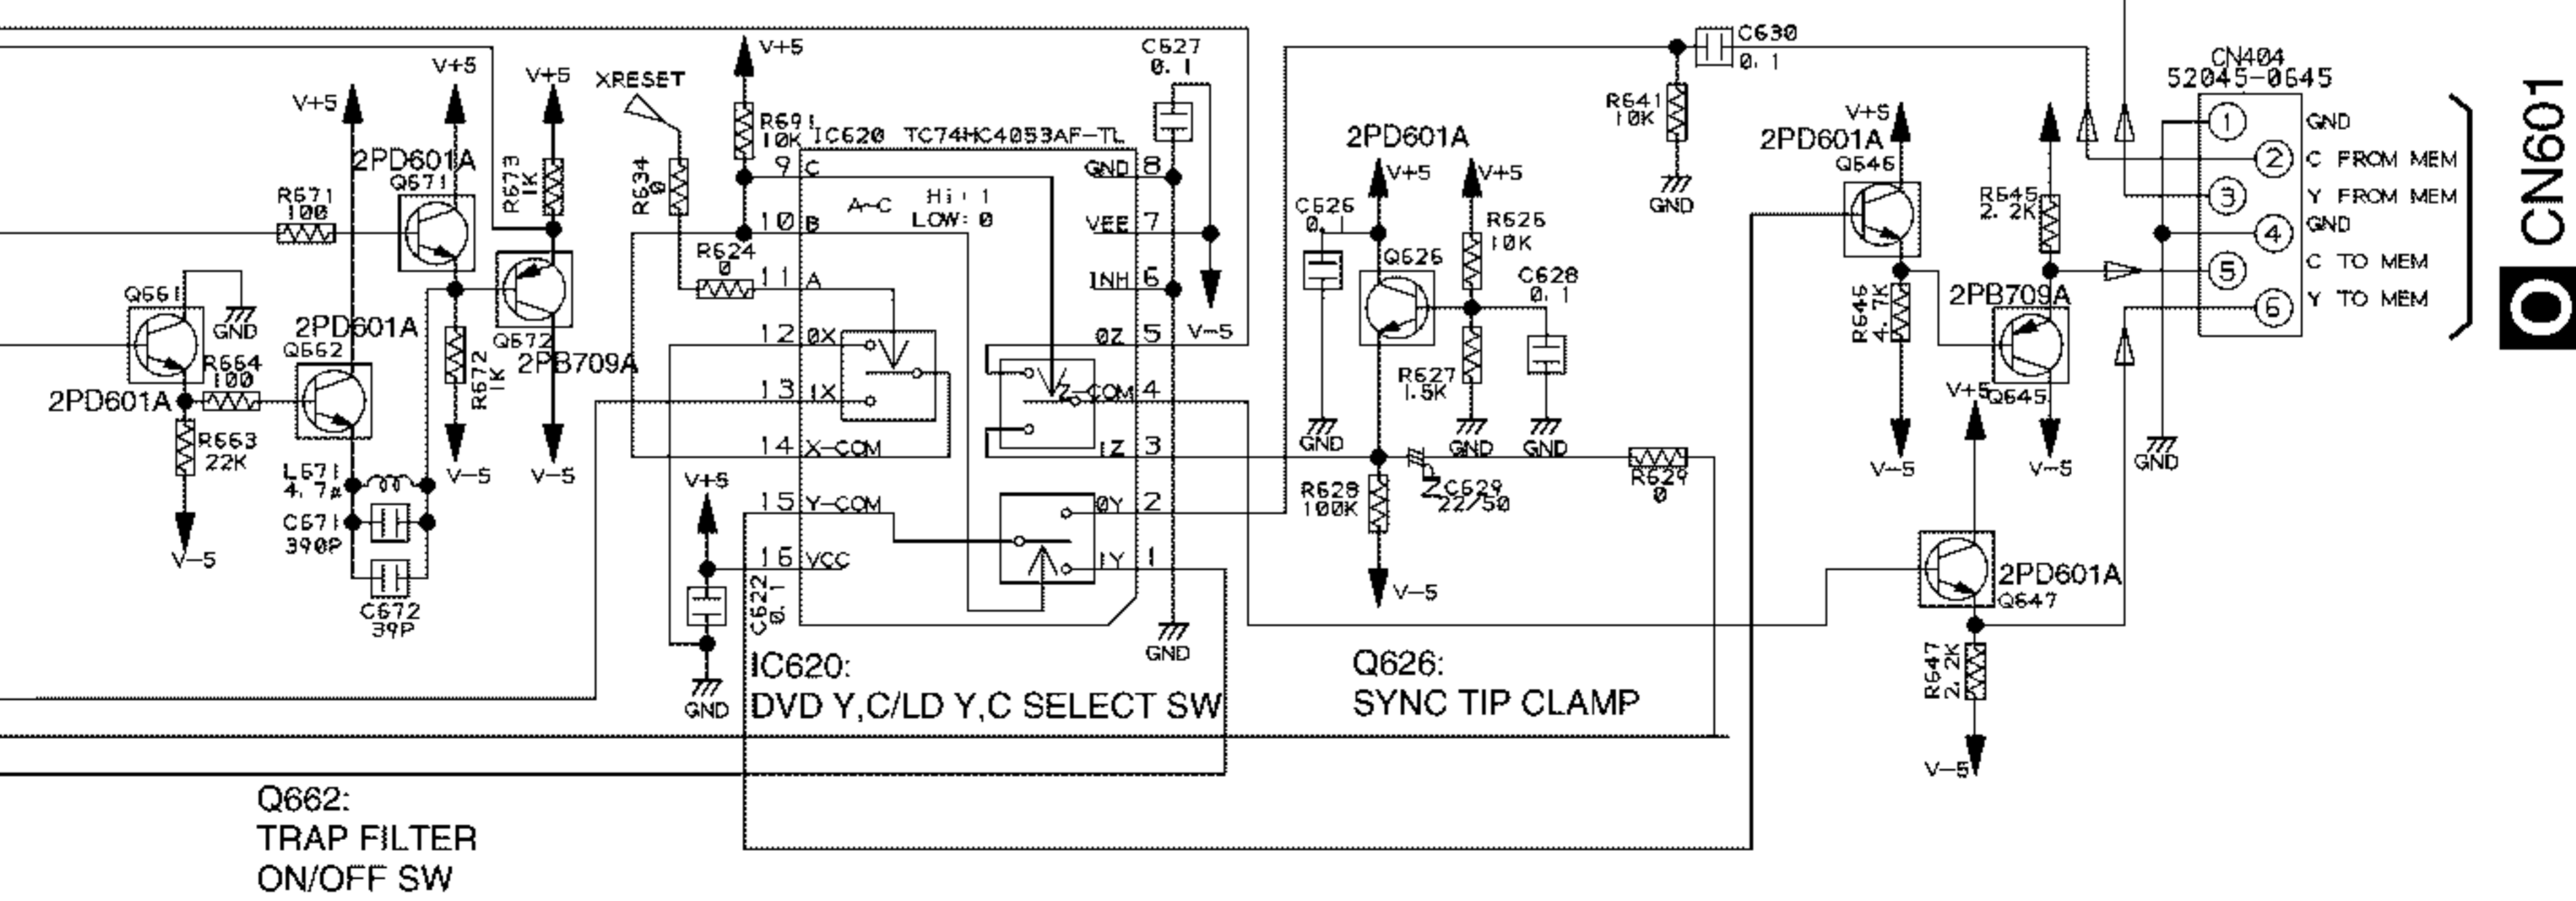 V+5
2PD601A
Q671
R671
100
V+5
V+5
R673
1K
Q672
2PB709A
R672
1K
V-5
V-5
Q661
GND
2PD601A
R664
100
2PD601A
Q662
R663
22K
V-5
L671
4.7µ
C671
390P
C672
39P
Q662:
TRAP FILTER
ON/OFF SW
XRESET
R634
0
R624
0
V+5
R691
10K
IC620 TC74HC4053AF-TL
9 C
10 B
11 A
12 0X
13 1X
14 X-COM
15 Y-COM
16 VCC
A~C
Hi: 1
LOW: 0
GND 8
VEE 7
INH 6
0Z 5
Z-COM 4
1Z 3
0Y 2
1Y 1
C627
0.1
V-5
GND
V+5
C622
0.1
GND
IC620:
DVD Y,C/LD Y,C SELECT SW
2PD601A
V+5
C626
0.1
GND
Q626
V+5
R626
10K
C628
0.1
R627
1.5K
GND
GND
R628
100K
V-5
C629
22/50
R629
0
Q626:
SYNC TIP CLAMP
C630
0.1
R641
10K
GND
V+5
2PD601A
Q646
R646
4.7K
V-5
R645
2.2K
2PB709A
Q645
V-5
V+5
2PD601A
Q647
R647
2.2K
V-5
GND
CN404
52045-0645
1 GND
2 C FROM MEM
3 Y FROM MEM
4 GND
5 C TO MEM
6 Y TO MEM
O CN601